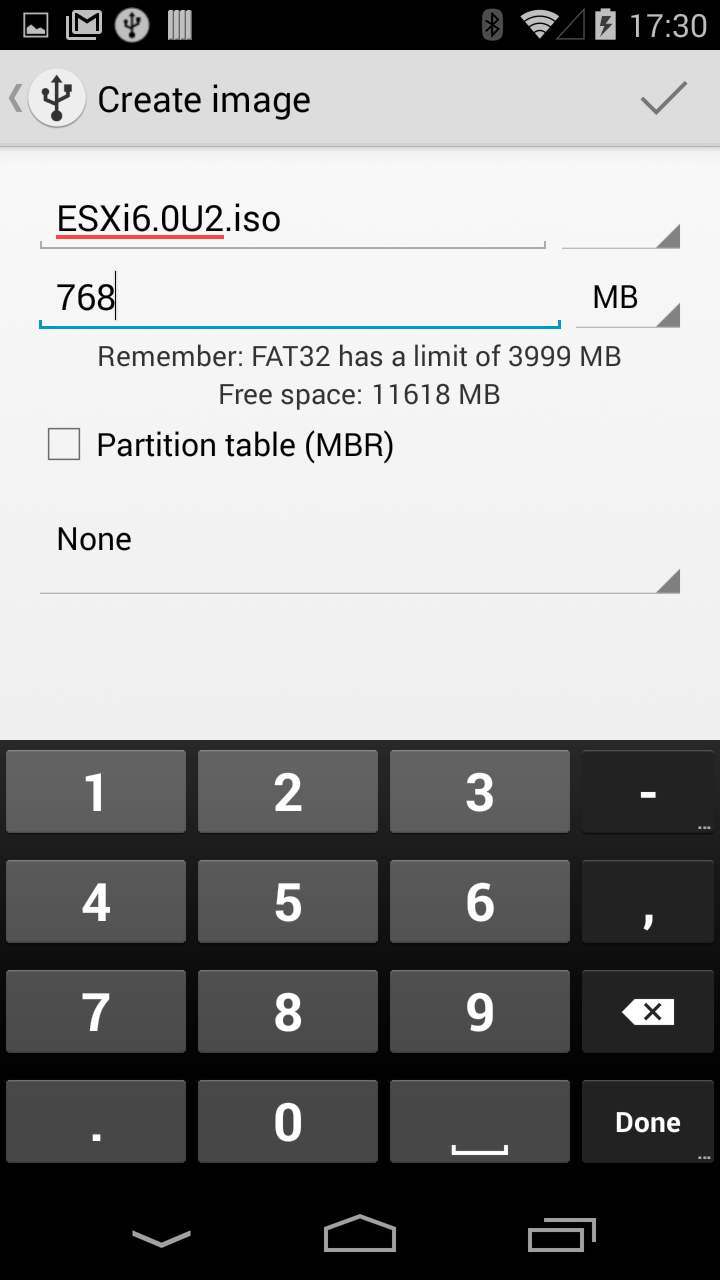 17:30
Create image
ESXi6.0U2.iso
768 MB
Remember: FAT32 has a limit of 3999 MB
Free space: 11618 MB
Partition table (MBR)
None
1 2 3 -
...
4 5 6 ,
7 8 9
. 0 Done
...